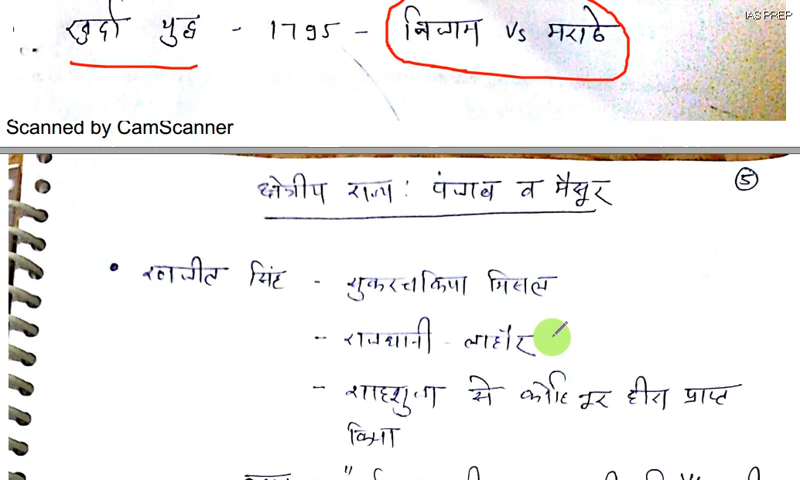 IAS PREP
खुर्दा युद्ध - 1795 - निजाम Vs मराठे
Scanned by CamScanner
क्षेत्रीय राज्य : पंजाब व मैसूर
5
• रणजीत सिंह - सुकरचकिया मिसल
- राजधानी - लाहौर
- शाहशुजा से कोहिनूर हीरा प्राप्त
किया